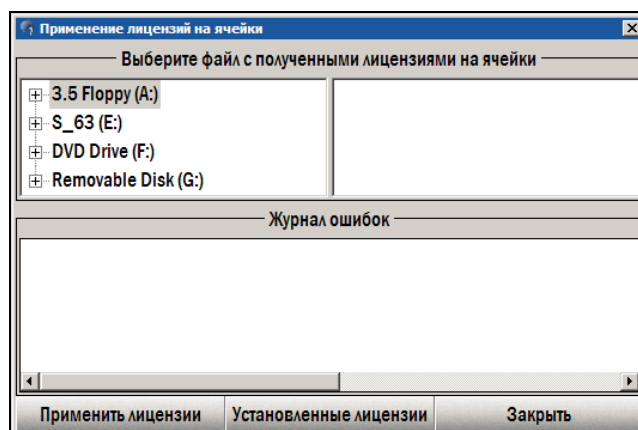 Применение лицензий на ячейки
Выберите файл с полученными лицензиями на ячейки
3.5 Floppy (A:)
S_63 (E:)
DVD Drive (F:)
Removable Disk (G:)
Журнал ошибок
Применить лицензии Установленные лицензии Закрыть